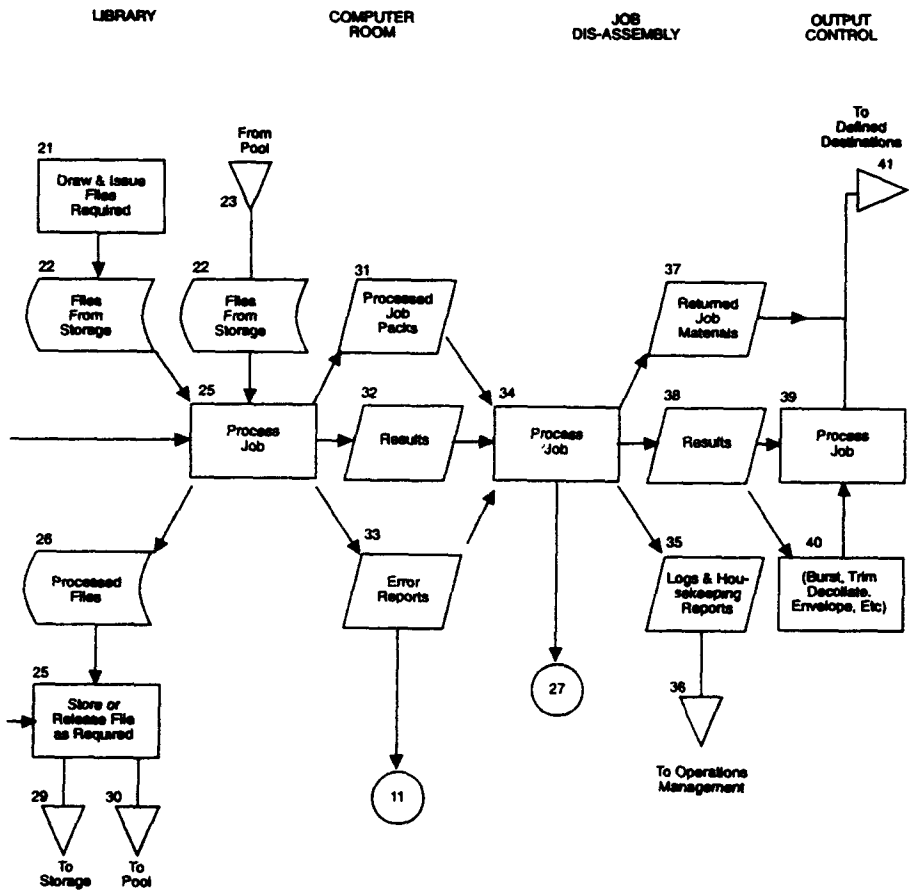 LIBRARY
COMPUTER
ROOM
JOB
DIS-ASSEMBLY
OUTPUT
CONTROL
To
Defined
Destinations
41
From
Pool
23
21
Draw & Issue
Files
Required
22
Files
From
Storage
22
Files
From
Storage
31
Processed
Job
Packs
37
Returned
Job
Materials
25
Process
Job
32
Results
34
Process
Job
38
Results
39
Process
Job
26
Processed
Files
33
Error
Reports
35
Logs & Hou-
sekeeping
Reports
40
(Burst, Trim
Decollate.
Envelope, Etc)
25
Store or
Release File
as Required
27
36
To Operations
Management
11
29
30
To
Storage
To
Pool